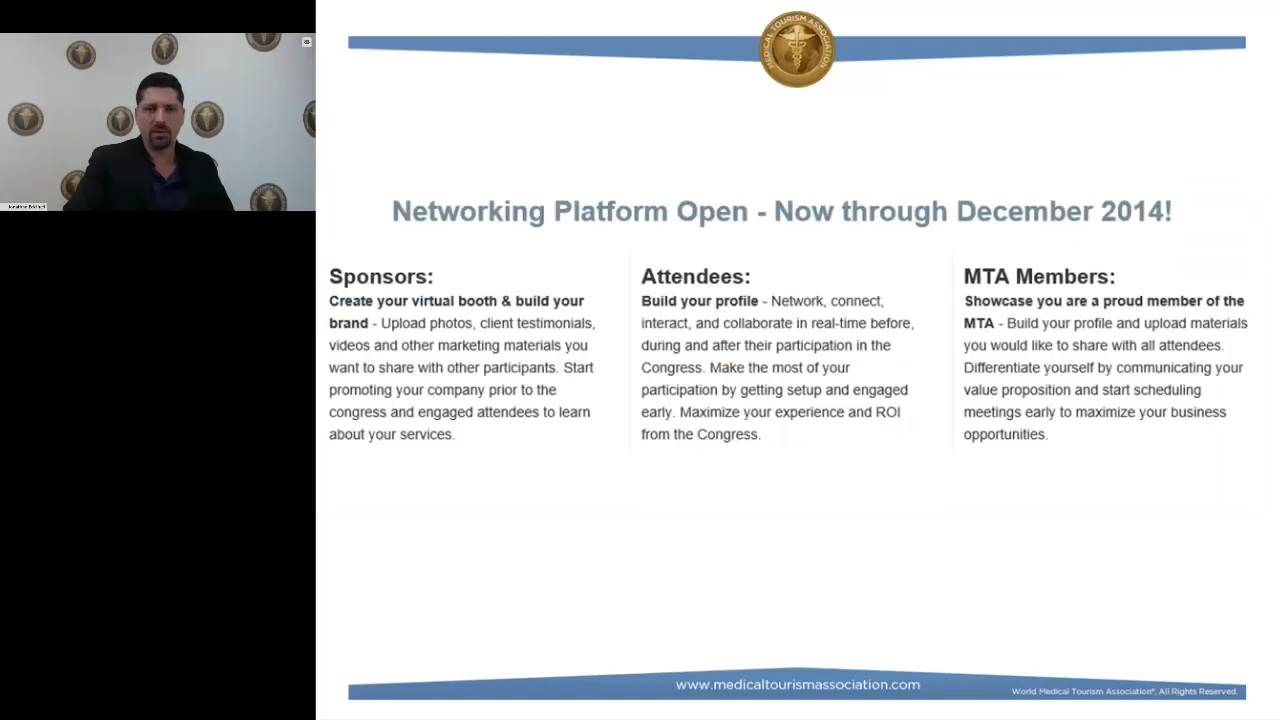 MEDICAL TOURISM ASSOCIATION
Networking Platform Open - Now through December 2014!
Sponsors:
Create your virtual booth & build your
brand - Upload photos, client testimonials,
videos and other marketing materials you
want to share with other participants. Start
promoting your company prior to the
congress and engaged attendees to learn
about your services.
Attendees:
Build your profile - Network, connect,
interact, and collaborate in real-time before,
during and after their participation in the
Congress. Make the most of your
participation by getting setup and engaged
early. Maximize your experience and ROI
from the Congress.
MTA Members:
Showcase you are a proud member of the
MTA - Build your profile and upload materials
you would like to share with all attendees.
Differentiate yourself by communicating your
value proposition and start scheduling
meetings early to maximize your business
opportunities.
www.medicaltourismassociation.com
World Medical Tourism Association®, All Rights Reserved.